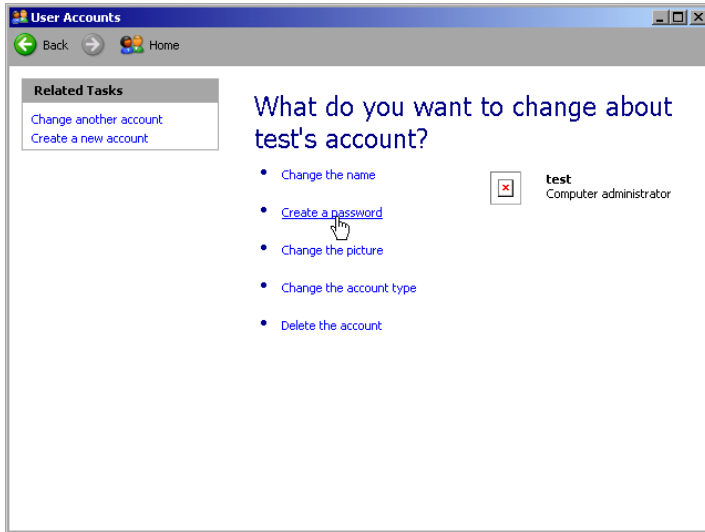 User Accounts
Back Home
Related Tasks
Change another account
Create a new account
What do you want to change about
test's account?
Change the name
Create a password
Change the picture
Change the account type
Delete the account
test
Computer administrator